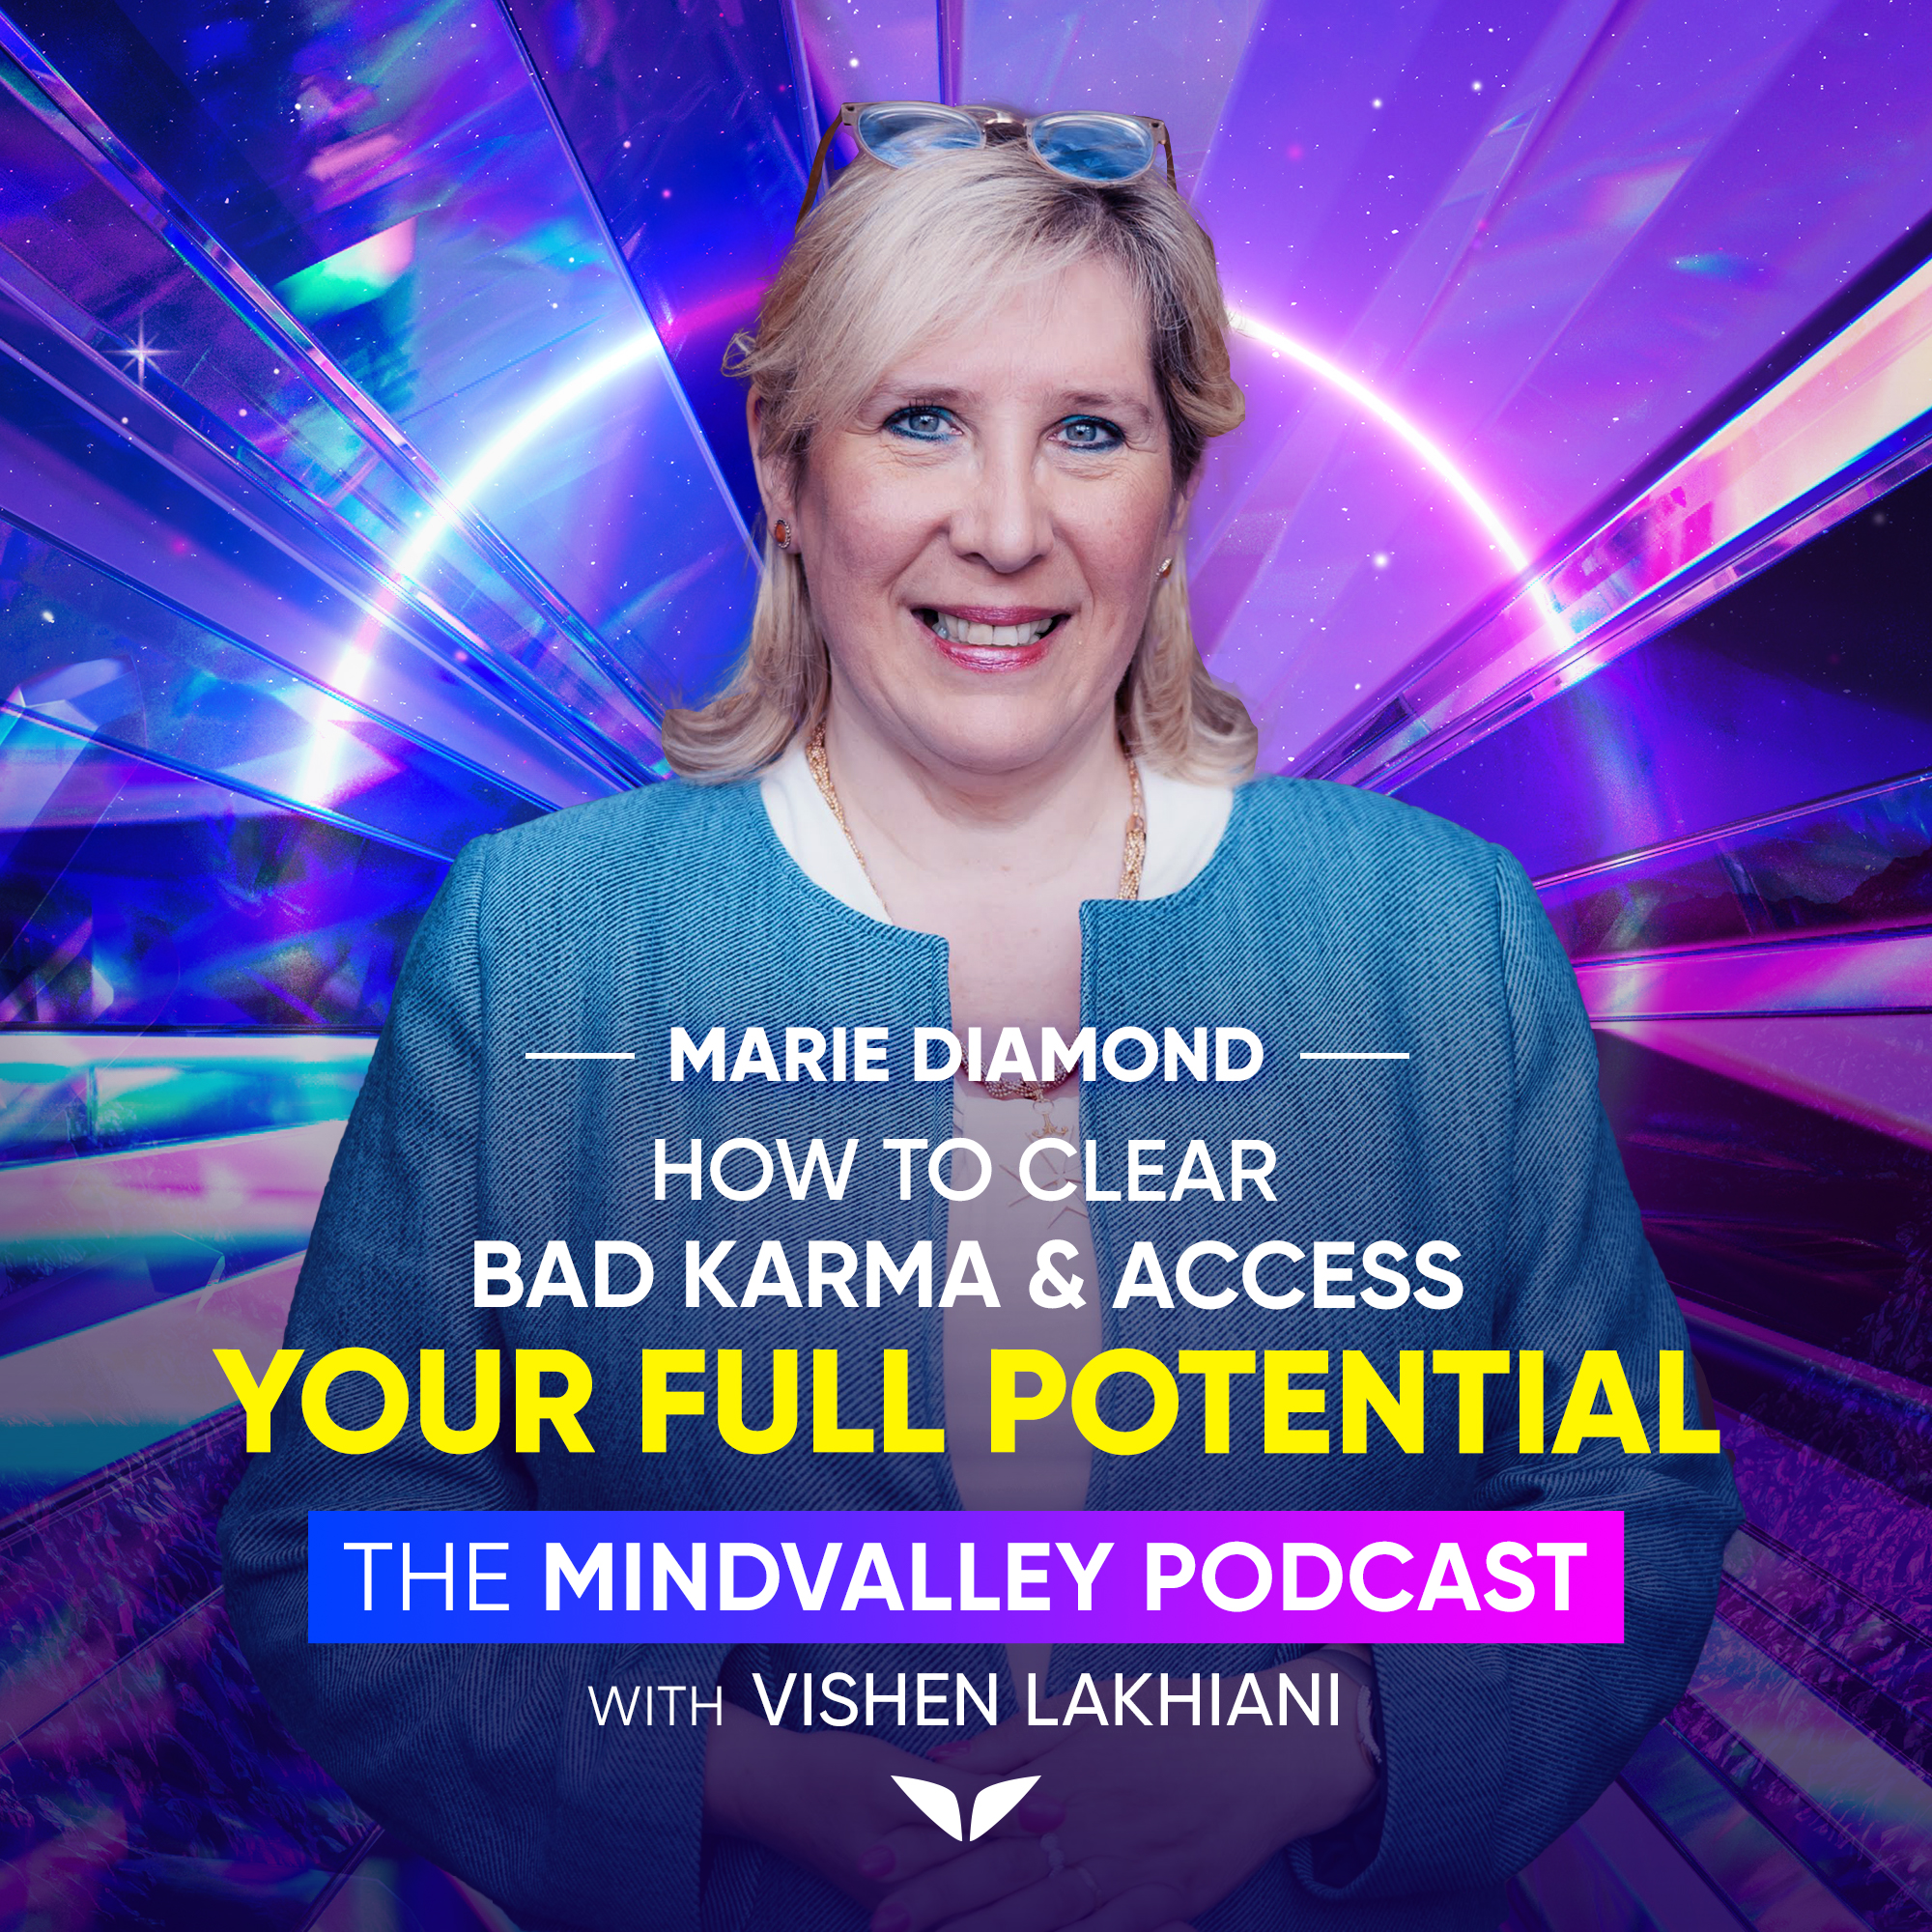 MARIE DIAMOND
HOW TO CLEAR
BAD KARMA & ACCESS
YOUR FULL POTENTIAL
THE MINDVALLEY PODCAST
WITH VISHEN LAKHIANI